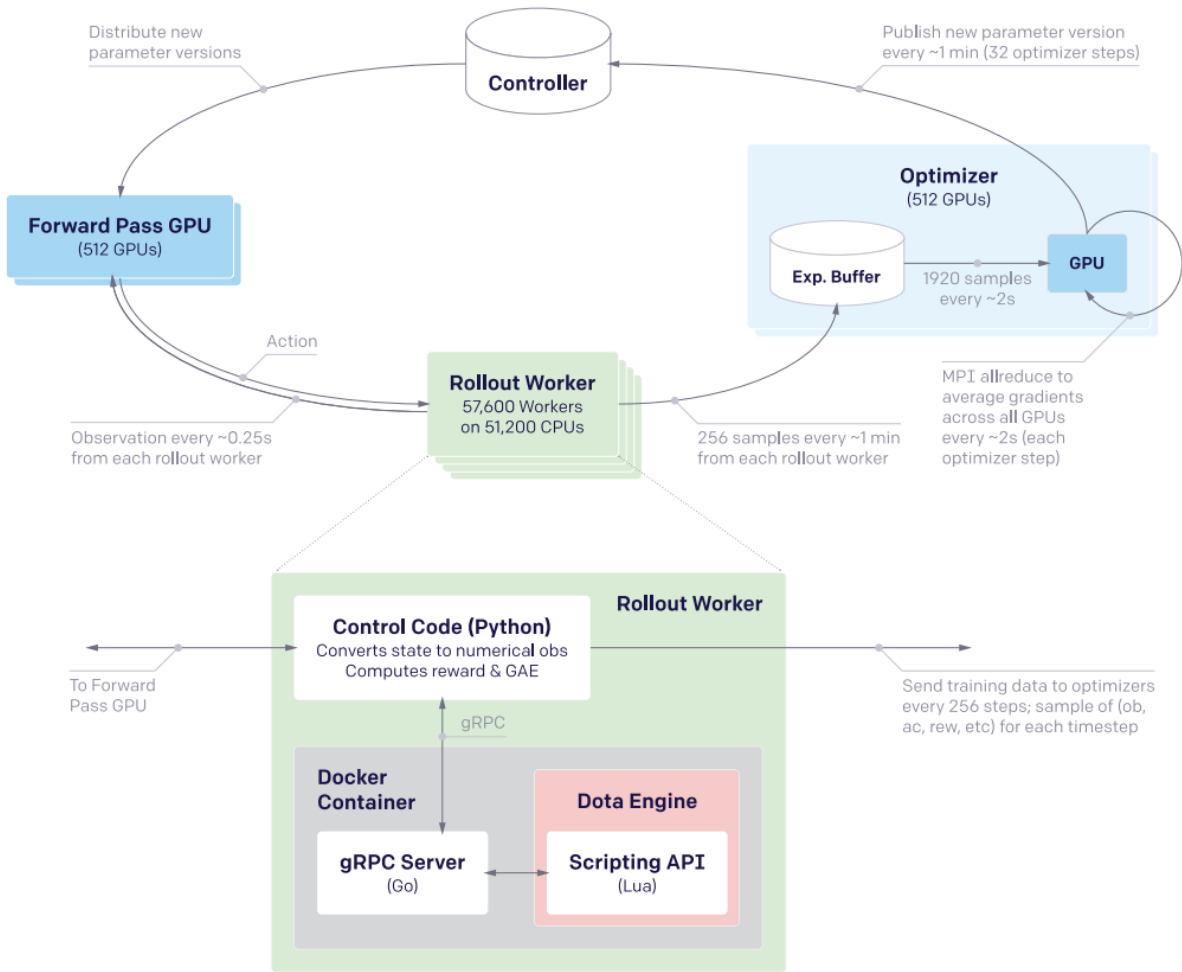 Distribute new
parameter versions
Controller
Publish new parameter version
every ~1 min (32 optimizer steps)
Forward Pass GPU
(512 GPUs)
Optimizer
(512 GPUs)
Exp. Buffer
1920 samples
every ~2s
GPU
Action
Observation every ~0.25s
from each rollout worker
Rollout Worker
57,600 Workers
on 51,200 CPUs
256 samples every ~1 min
from each rollout worker
MPI allreduce to
average gradients
across all GPUs
every ~2s (each
optimizer step)
Rollout Worker
Control Code (Python)
Converts state to numerical obs
Computes reward & GAE
To Forward
Pass GPU
Send training data to optimizers
every 256 steps; sample of (ob,
ac, rew, etc) for each timestep
gRPC
Docker
Container
Dota Engine
gRPC Server
(Go)
Scripting API
(Lua)